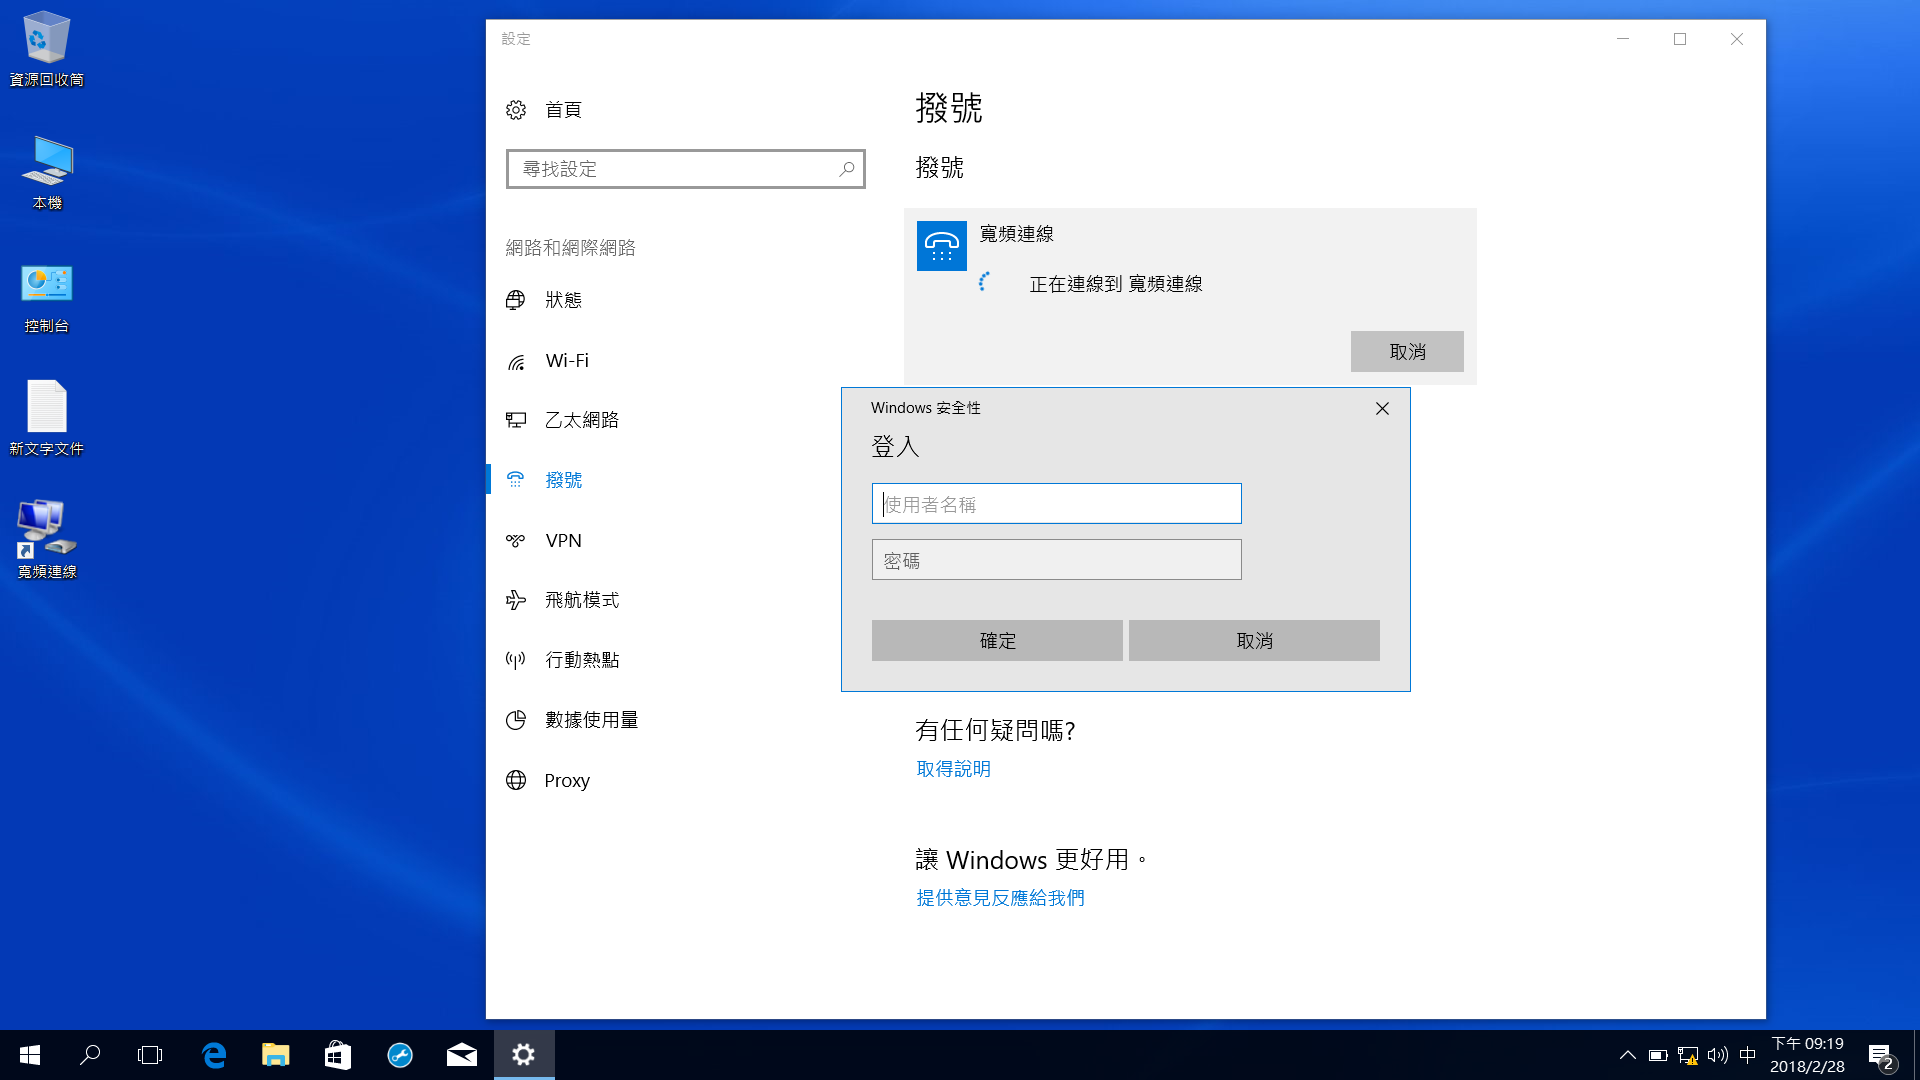 資源回收筒
本機
控制台
新文字文件
寬頻連線
設定
首頁
尋找設定
網路和網際網路
狀態
Wi-Fi
乙太網路
撥號
VPN
飛航模式
行動熱點
數據使用量
Proxy
撥號
撥號
寬頻連線
正在連線到 寬頻連線
取消
Windows 安全性
登入
使用者名稱
密碼
確定
取消
有任何疑問嗎?
取得說明
讓 Windows 更好用。
提供意見反應給我們
中
下午 09:19
2018/2/28
2